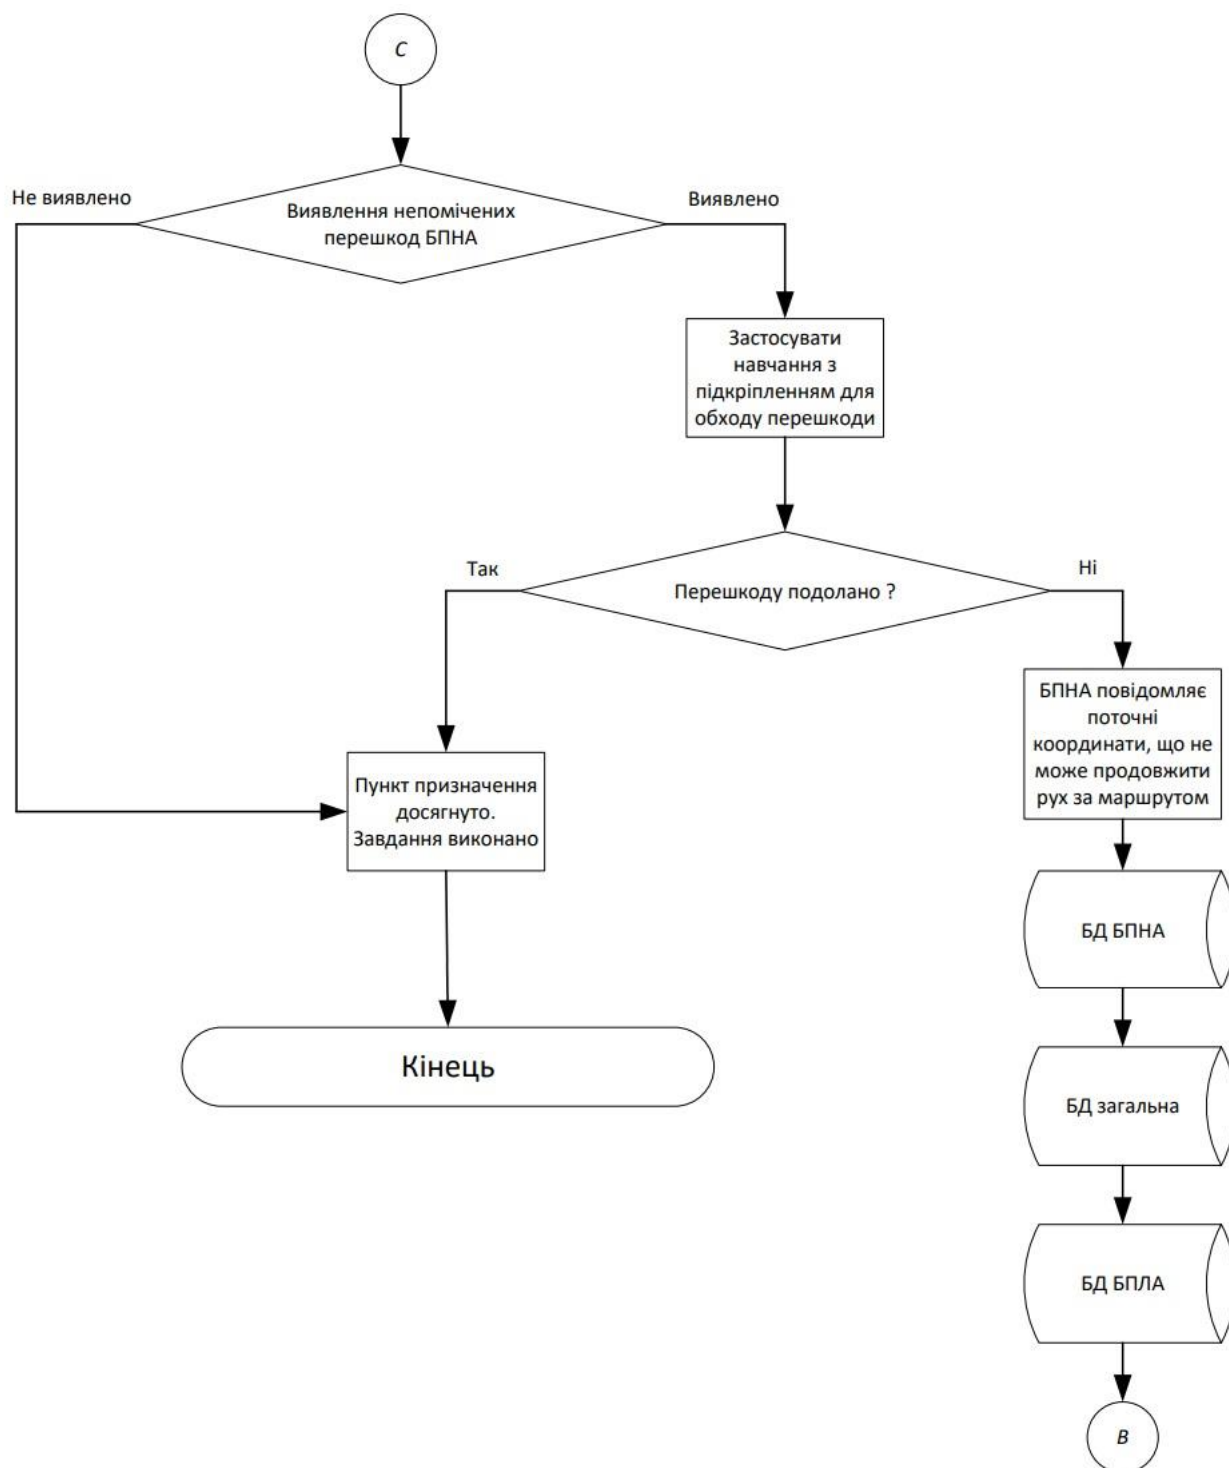 C
Не виявлено
Виявлено
Виявлення непомічених
перешкод БПНА
Застосувати
навчання з
підкріпленням для
обходу перешкоди
Так
Ні
Перешкоду подолано ?
БПНА повідомляє
поточні
координати, що не
може продовжити
рух за маршрутом
Пункт призначення
досягнуто.
Завдання виконано
БД БПНА
Кінець
БД загальна
БД БПЛА
B